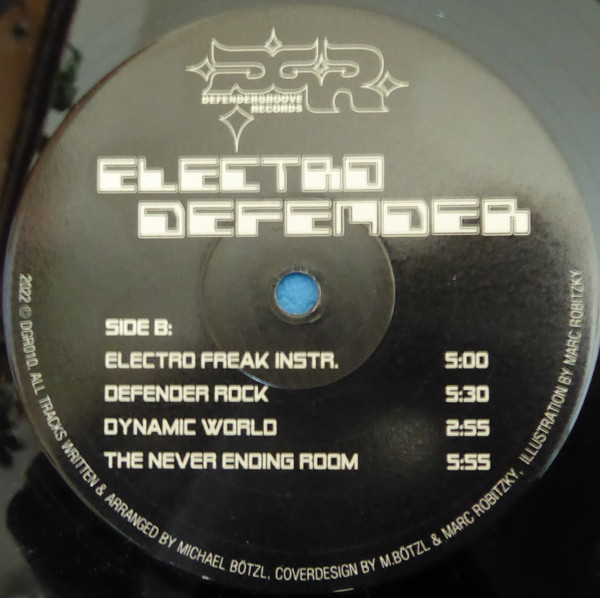 DGR
DEFENDERGROOVE
RECORDS
ELECTRO
DEFENDER
SIDE B:
ELECTRO FREAK INSTR. 5:00
DEFENDER ROCK 5:30
DYNAMIC WORLD 2:55
THE NEVER ENDING ROOM 5:55
2022 © DGR010. ALL TRACKS WRITTEN & ARRANGED BY MICHAEL BÖTZL, COVERDESIGN BY M.BÖTZL & MARC ROBITZKY, ILLUSTRATION BY MARC ROBITZKY